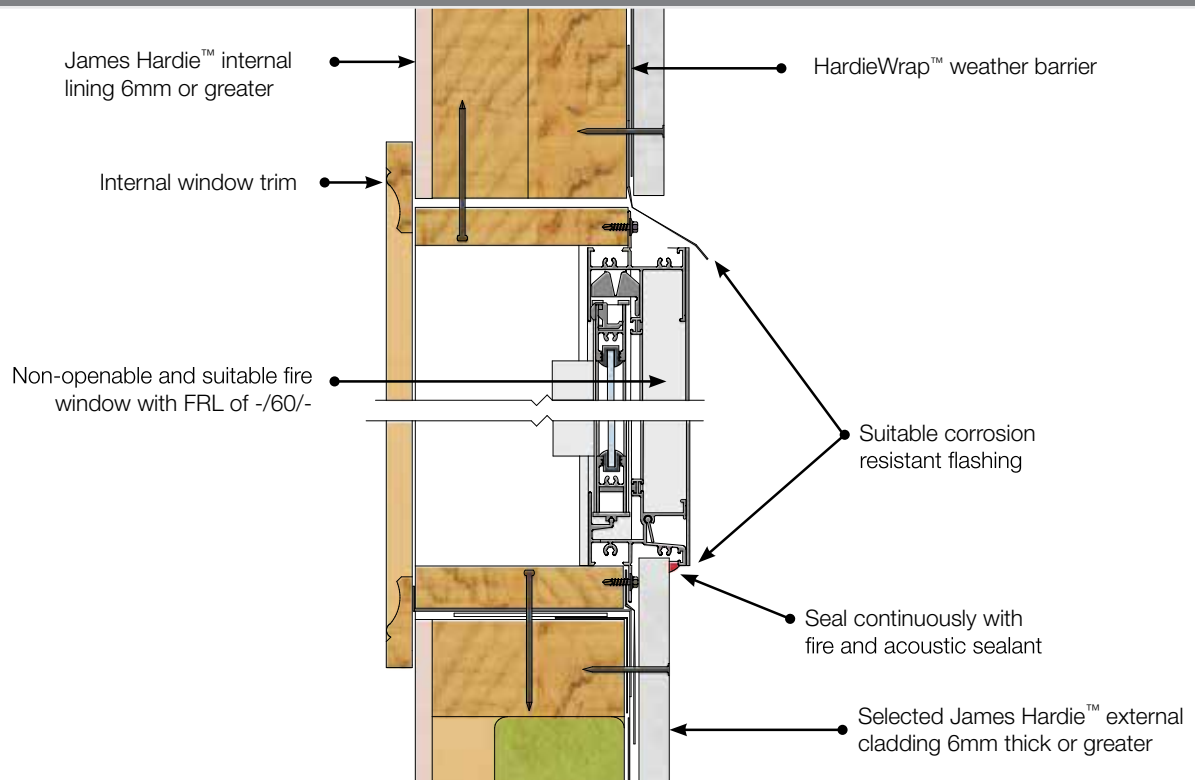 James Hardie™ internal
lining 6mm or greater
HardieWrap™ weather barrier
Internal window trim
Non-openable and suitable fire
window with FRL of -/60/-
Suitable corrosion
resistant flashing
Seal continuously with
fire and acoustic sealant
Selected James Hardie™ external
cladding 6mm thick or greater